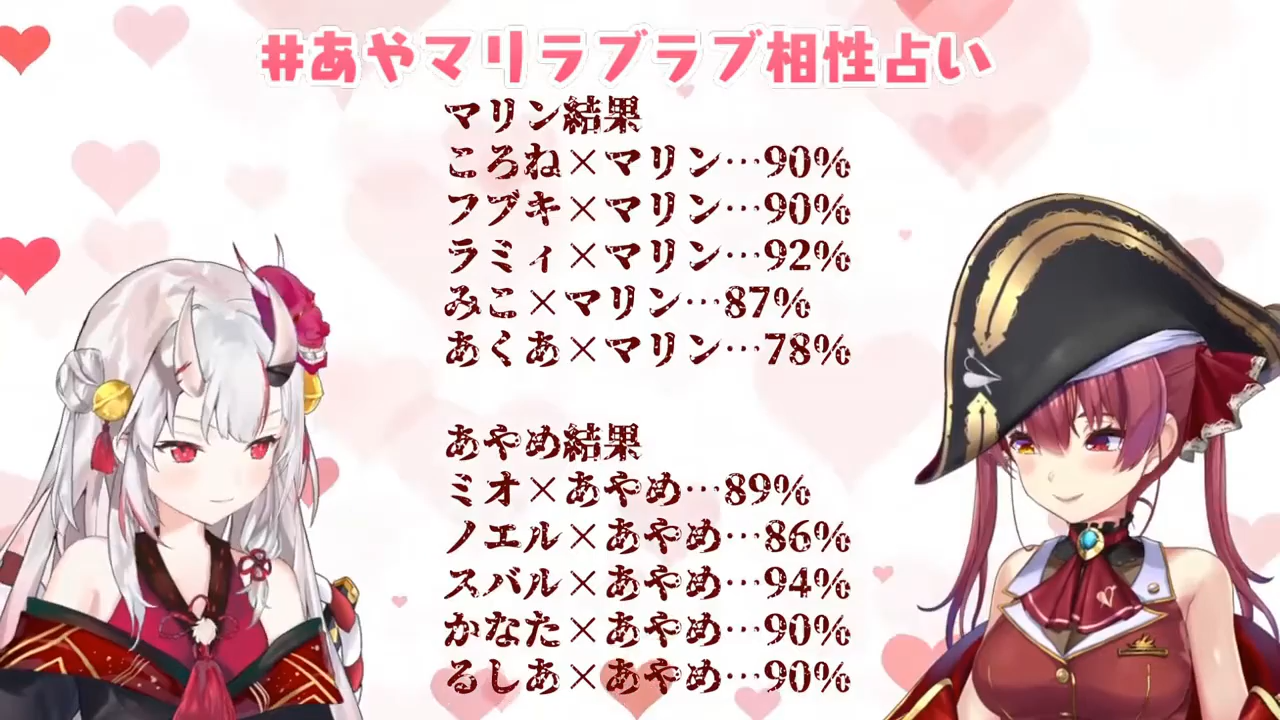 #あやマリラブラブ相性占い
マリン結果
ころね×マリン…90%
フブキ×マリン…90%
ラミィ×マリン…92%
みこ×マリン…87%
あくあ×マリン…78%
あやめ結果
ミオ×あやめ…89%
ノエル×あやめ…86%
スバル×あやめ…94%
かなた×あやめ…90%
るしあ×あやめ…90%